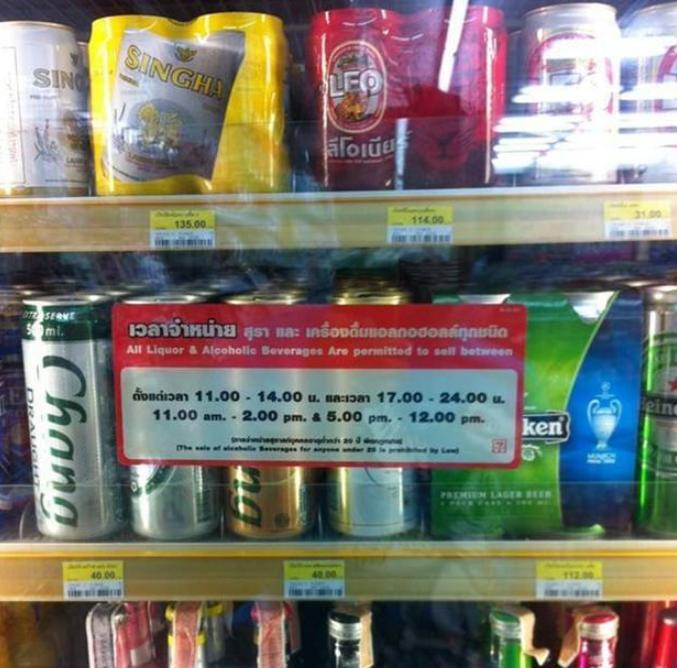 SINGHA
LEO
ลีโอเบีย
135.00
114.00
31.00
500 ml.
Chang
DRAUGHT
เวลาจำหน่าย สุรา และ เครื่องดื่มแอลกอฮอลล์ทุกชนิด
All Liquor & Alcoholic Beverages Are permitted to sell between
ตั้งแต่เวลา 11.00 - 14.00 น. และเวลา 17.00 - 24.00 น.
11.00 am. - 2.00 pm. & 5.00 pm. - 12.00 pm.
(The sale of alcoholic Beverages for anyone under 20 is prohibited by Law)
ken
PREMIUM LAGER BEER
40.00
40.00
112.00